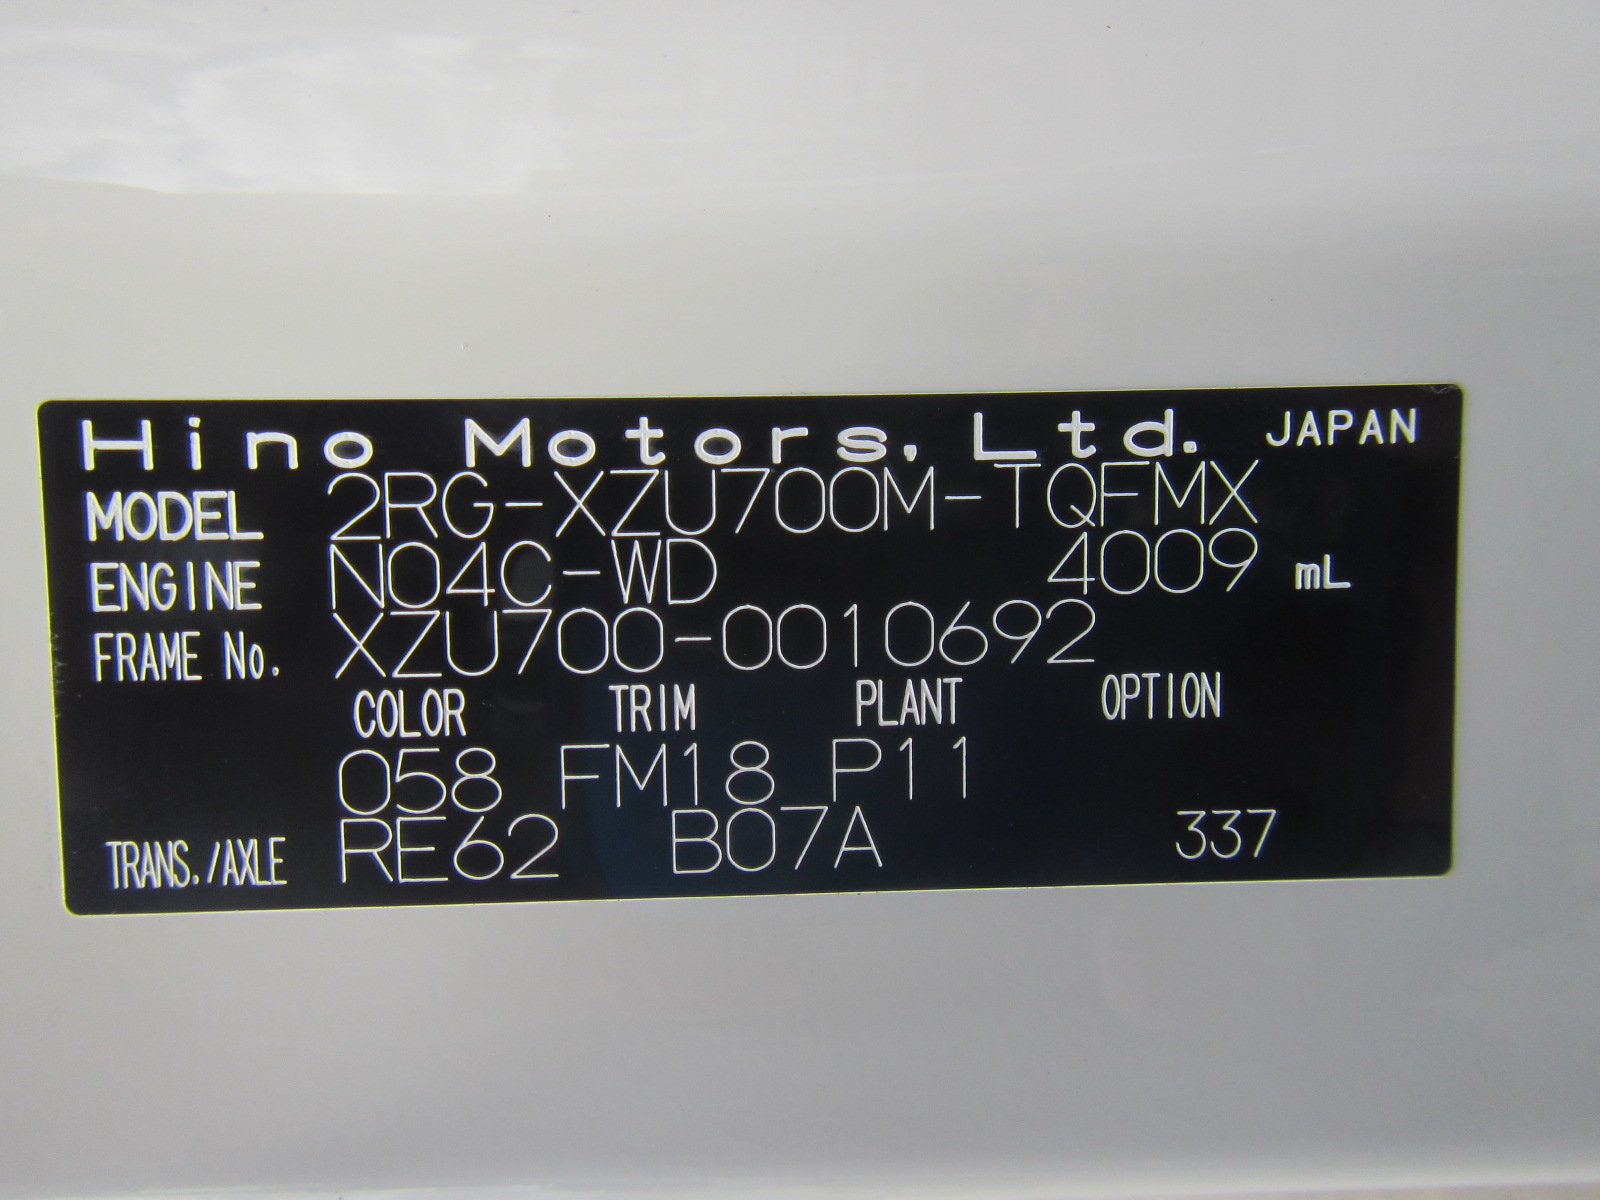 Hino Motors, Ltd. JAPAN
MODEL 2RG-XZU700M-TQFMX
ENGINE N04C-WD 4009 mL
FRAME No. XZU700-0010692
COLOR TRIM PLANT OPTION
058 FM18 P11
TRANS./AXLE RE62 B07A 337